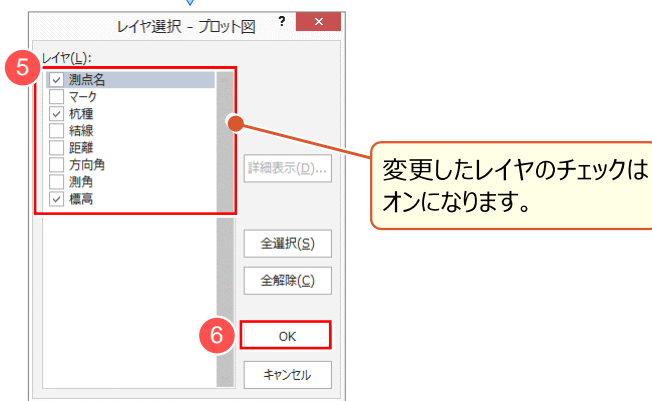 レイヤ選択 - プロット図 ? ×
レイヤ(L):
5
測点名
マーク
杭種
結線
距離
方向角
測角
標高
詳細表示(D)...
変更したレイヤのチェックは
オンになります。
全選択(S)
全解除(C)
6
OK
キャンセル